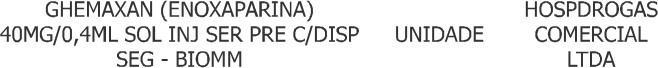 GHEMAXAN (ENOXAPARINA)
40MG/0,4ML SOL INJ SER PRE C/DISP
SEG - BIOMM
UNIDADE
HOSPDROGAS
COMERCIAL
LTDA